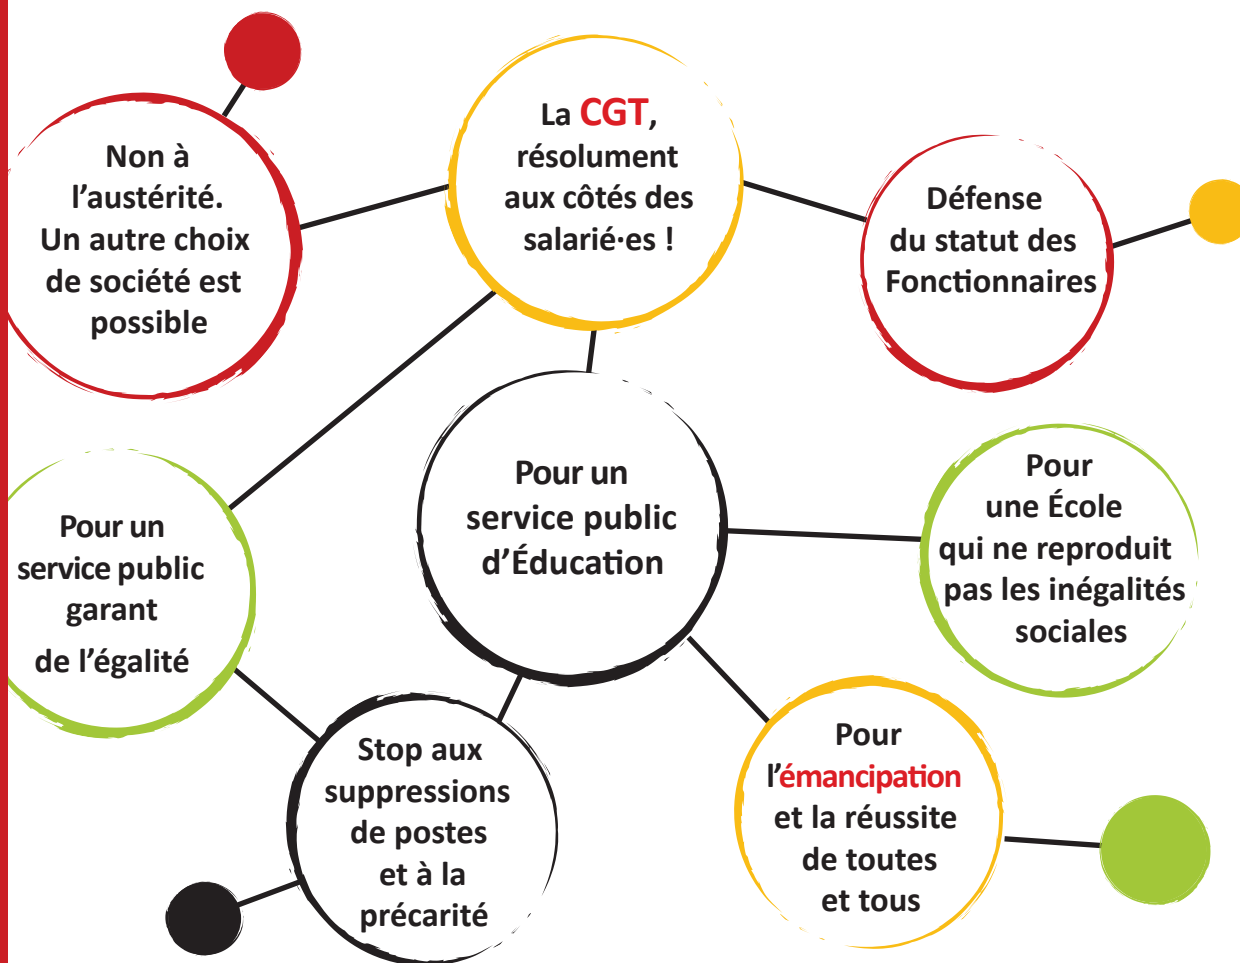 Non à
l'austérité.
Un autre choix
de société est
possible
La CGT,
résolument
aux côtés des
salarié·es !
Défense
du statut des
Fonctionnaires
Pour un
service public
garant
de l'égalité
Pour un
service public
d'Éducation
Pour
une École
qui ne reproduit
pas les inégalités
sociales
Stop aux
suppressions
de postes
et à la
précarité
Pour
l'émancipation
et la réussite
de toutes
et tous